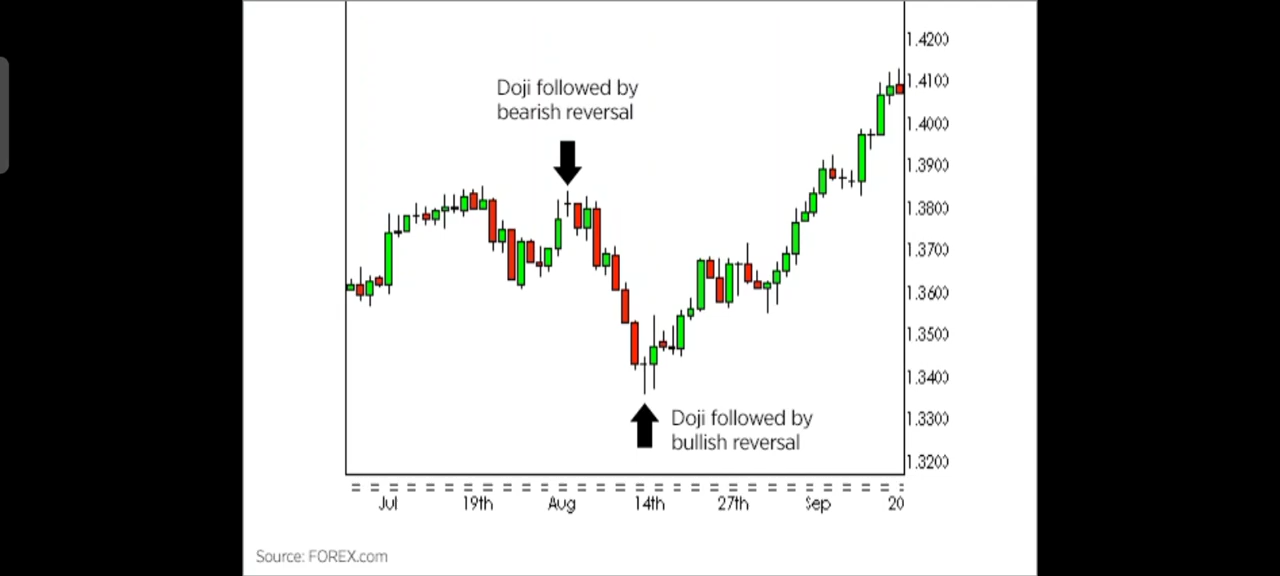 Doji followed by
bearish reversal
1.4200
1.4100
1.4000
1.3900
1.3800
1.3700
1.3600
1.3500
1.3400
1.3300
1.3200
Doji followed by
bullish reversal
Jul 19th Aug 14th 27th Sep 20
Source: FOREX.com